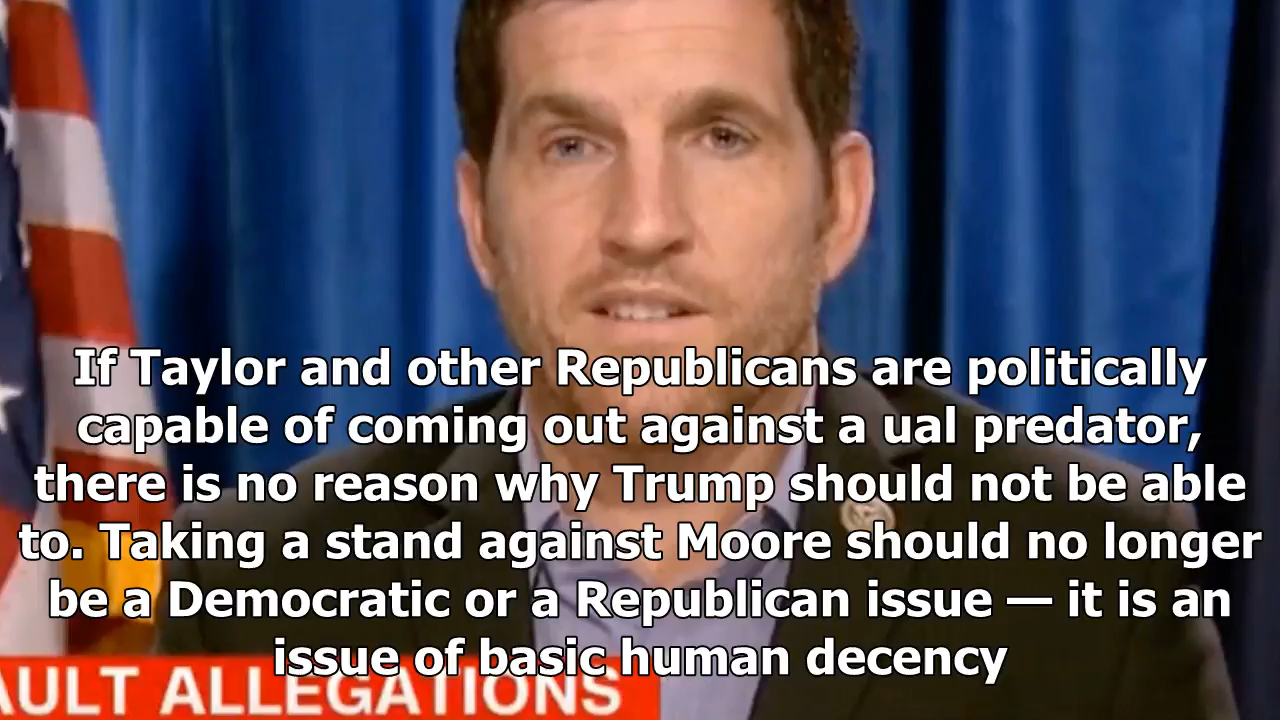 If Taylor and other Republicans are politically
capable of coming out against a ual predator,
there is no reason why Trump should not be able
to. Taking a stand against Moore should no longer
be a Democratic or a Republican issue — it is an
issue of basic human decency
AULT ALLEGATIONS